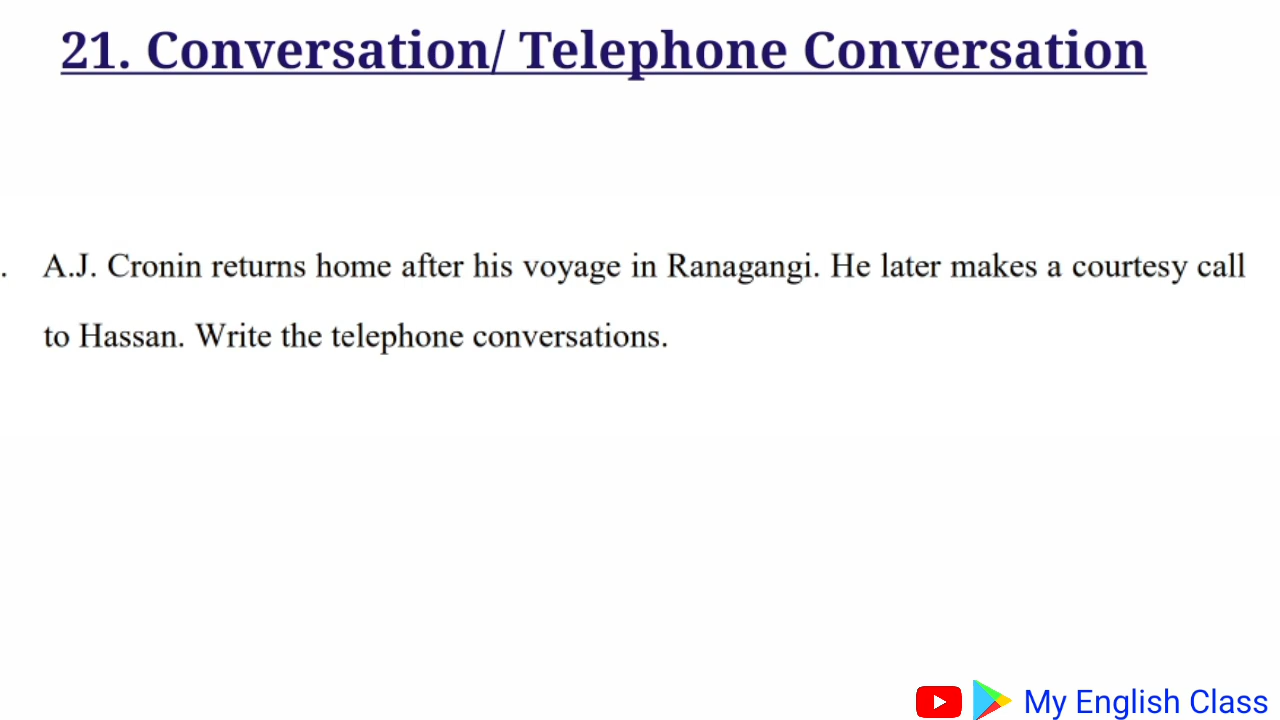 21. Conversation/ Telephone Conversation
. A.J. Cronin returns home after his voyage in Ranagangi. He later makes a courtesy call
to Hassan. Write the telephone conversations.
My English Class